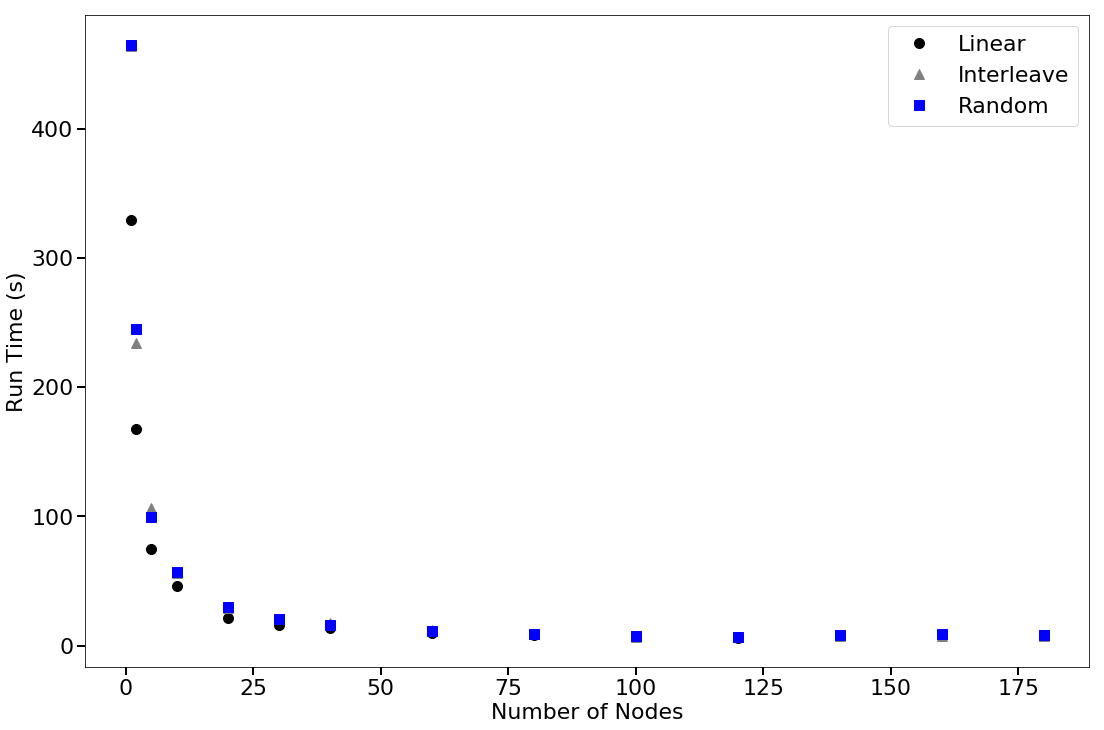 Linear
Interleave
Random
Run Time (s)
400
300
200
100
0
0 25 50 75 100 125 150 175
Number of Nodes